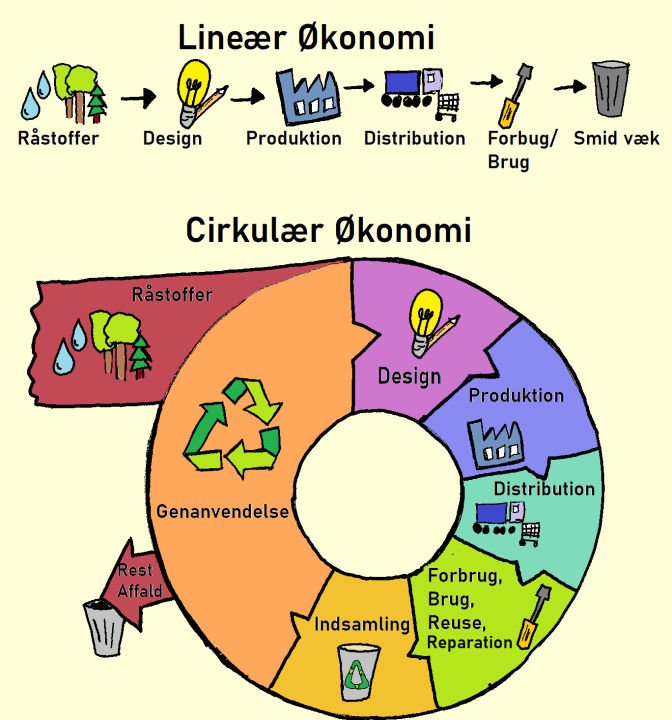 Lineær Økonomi
Råstoffer
Design
Produktion
Distribution
Forbug/
Brug
Smid væk
Cirkulær Økonomi
Råstoffer
Design
Produktion
Distribution
Forbrug,
Brug,
Reuse,
Reparation
Indsamling
Genanvendelse
Rest
Affald